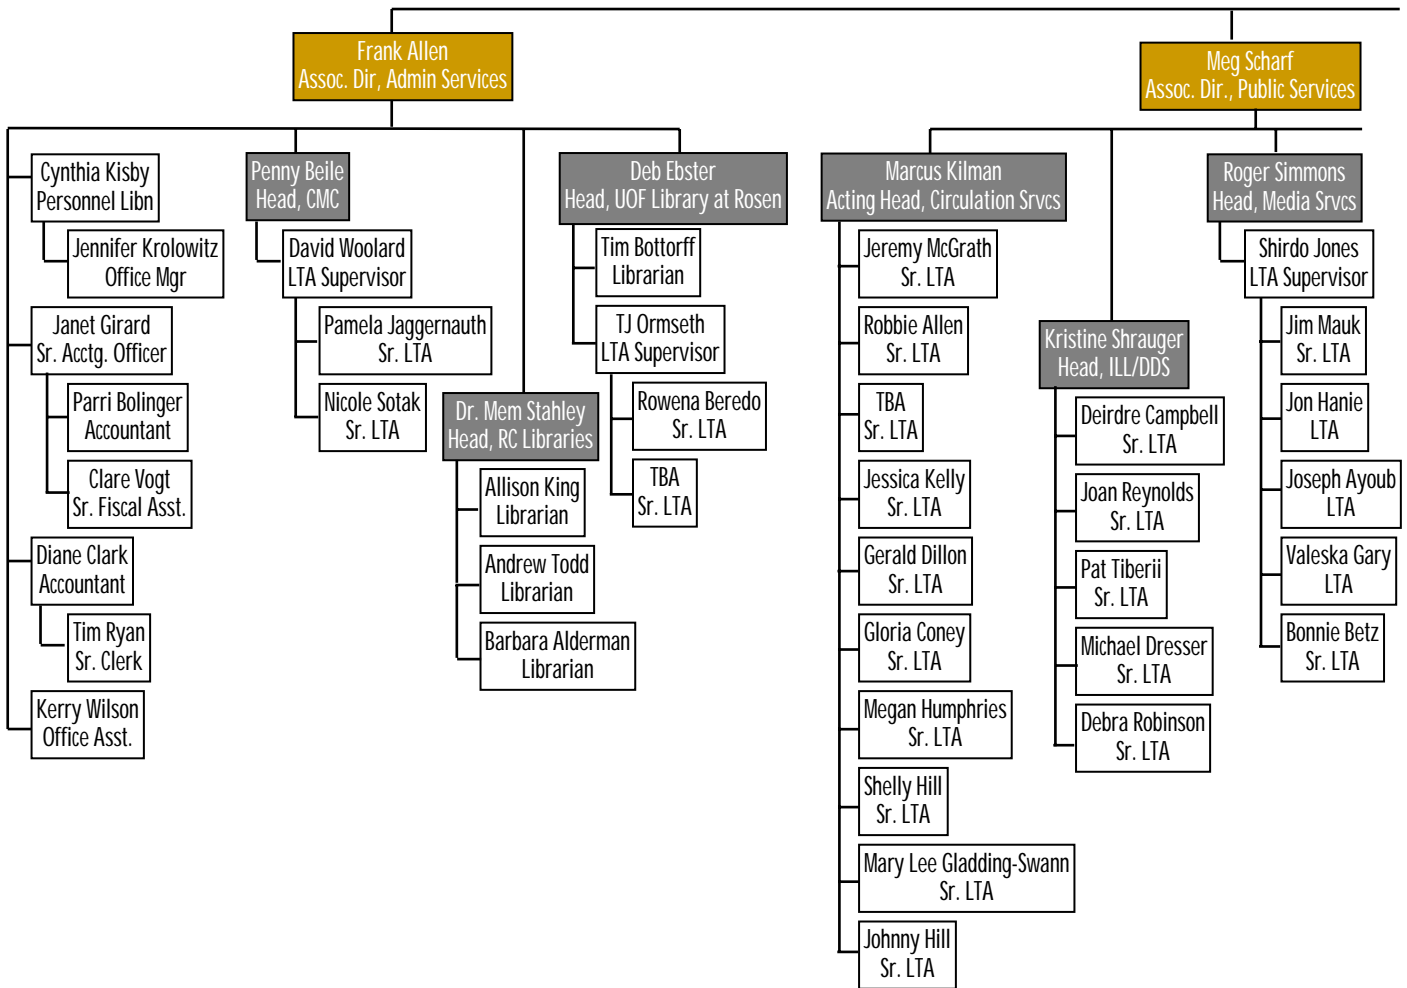 Frank Allen
Assoc. Dir, Admin Services
Meg Scharf
Assoc. Dir., Public Services
Cynthia Kisby
Personnel Libn
Jennifer Krolowitz
Office Mgr
Janet Girard
Sr. Acctg. Officer
Parri Bolinger
Accountant
Clare Vogt
Sr. Fiscal Asst.
Diane Clark
Accountant
Tim Ryan
Sr. Clerk
Kerry Wilson
Office Asst.
Penny Beile
Head, CMC
David Woolard
LTA Supervisor
Pamela Jaggernauth
Sr. LTA
Nicole Sotak
Sr. LTA
Dr. Mem Stahley
Head, RC Libraries
Allison King
Librarian
Andrew Todd
Librarian
Barbara Alderman
Librarian
Deb Ebster
Head, UOF Library at Rosen
Tim Bottorff
Librarian
TJ Ormseth
LTA Supervisor
Rowena Beredo
Sr. LTA
TBA
Sr. LTA
Marcus Kilman
Acting Head, Circulation Srvcs
Jeremy McGrath
Sr. LTA
Robbie Allen
Sr. LTA
TBA
Sr. LTA
Jessica Kelly
Sr. LTA
Gerald Dillon
Sr. LTA
Gloria Coney
Sr. LTA
Megan Humphries
Sr. LTA
Shelly Hill
Sr. LTA
Mary Lee Gladding-Swann
Sr. LTA
Johnny Hill
Sr. LTA
Kristine Shrauger
Head, ILL/DDS
Deirdre Campbell
Sr. LTA
Joan Reynolds
Sr. LTA
Pat Tiberii
Sr. LTA
Michael Dresser
Sr. LTA
Debra Robinson
Sr. LTA
Roger Simmons
Head, Media Srvcs
Shirdo Jones
LTA Supervisor
Jim Mauk
Sr. LTA
Jon Hanie
LTA
Joseph Ayoub
LTA
Valeska Gary
LTA
Bonnie Betz
Sr. LTA